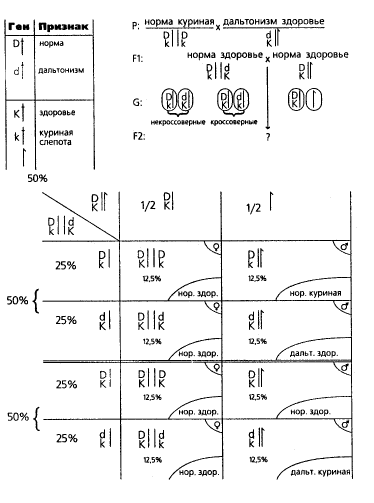 Ген Признак
D норма
d дальтонизм
K здоровье
k куриная
слепота
P: норма куриная x дальтонизм здоровье
D D d
k k K
F1: норма здоровье x норма здоровье
D d D
k K K
G: D d D d D
k K K k K
некроссоверные кроссоверные
F2: ?
50%
D
K
1/2 D
K
1/2
D d
k K
25% D
k
D D
k K
12,5%
♀
нор. здор.
D
k
12,5%
♂
нор. куриная
50% {
25% d
K
D d
K K
12,5%
♀
нор. здор.
d
K
12,5%
♂
дальт. здор.
25% D
K
D D
K K
12,5%
♀
нор. здор.
D
K
12,5%
♂
нор. здор.
50% {
25% d
k
D d
K k
12,5%
♀
нор. здор.
d
k
12,5%
♂
дальт. куриная